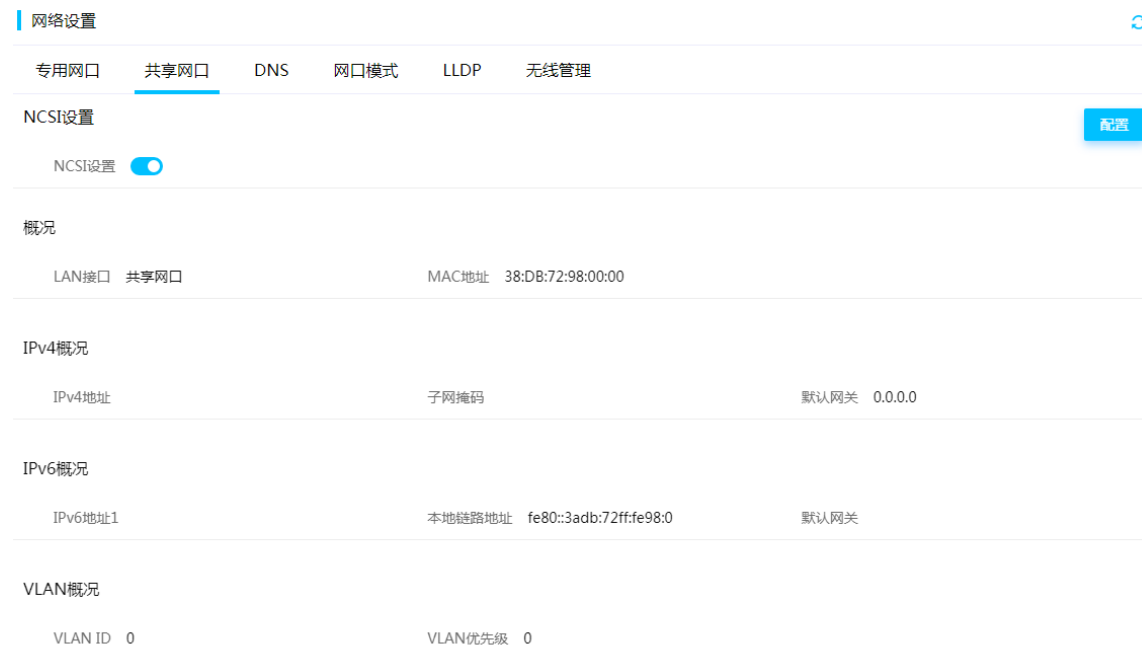 网络设置
专用网口 共享网口 DNS 网口模式 LLDP 无线管理
NCSI设置
配置
NCSI设置
概况
LAN接口 共享网口 MAC地址 38:DB:72:98:00:00
IPv4概况
IPv4地址 子网掩码 默认网关 0.0.0.0
IPv6概况
IPv6地址1 本地链路地址 fe80::3adb:72ff:fe98:0 默认网关
VLAN概况
VLAN ID 0 VLAN优先级 0